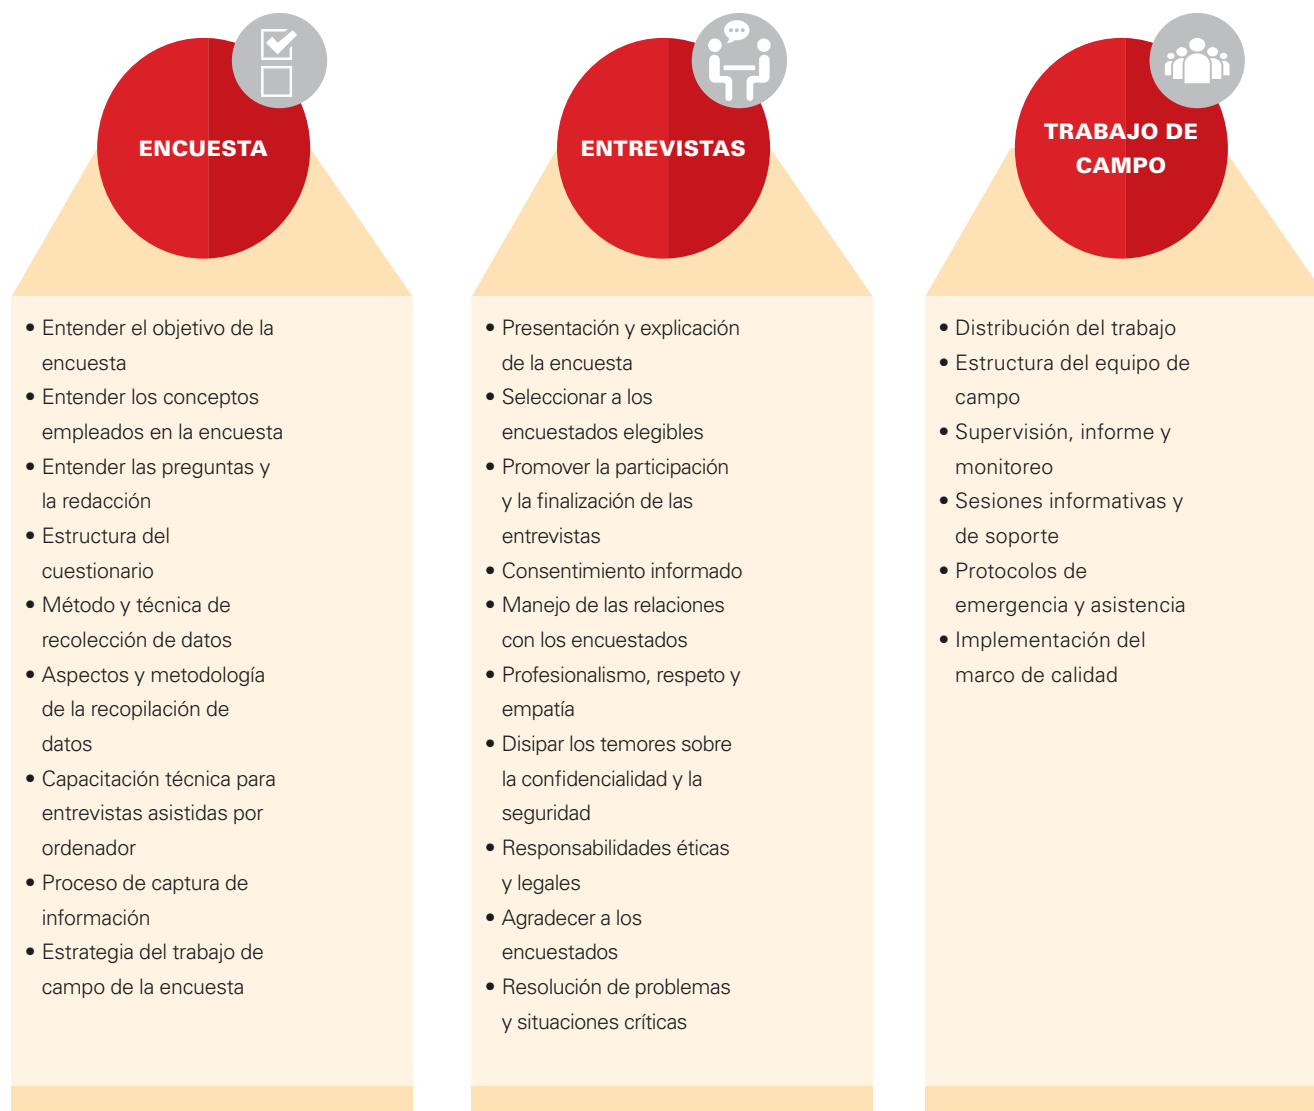 ENCUESTA
• Entender el objetivo de la
encuesta
• Entender los conceptos
empleados en la encuesta
• Entender las preguntas y
la redacción
• Estructura del
cuestionario
• Método y técnica de
recolección de datos
• Aspectos y metodología
de la recopilación de
datos
• Capacitación técnica para
entrevistas asistidas por
ordenador
• Proceso de captura de
información
• Estrategia del trabajo de
campo de la encuesta
ENTREVISTAS
• Presentación y explicación
de la encuesta
• Seleccionar a los
encuestados elegibles
• Promover la participación
y la finalización de las
entrevistas
• Consentimiento informado
• Manejo de las relaciones
con los encuestados
• Profesionalismo, respeto y
empatía
• Disipar los temores sobre
la confidencialidad y la
seguridad
• Responsabilidades éticas
y legales
• Agradecer a los
encuestados
• Resolución de problemas
y situaciones críticas
TRABAJO DE
CAMPO
• Distribución del trabajo
• Estructura del equipo de
campo
• Supervisión, informe y
monitoreo
• Sesiones informativas y
de soporte
• Protocolos de
emergencia y asistencia
• Implementación del
marco de calidad